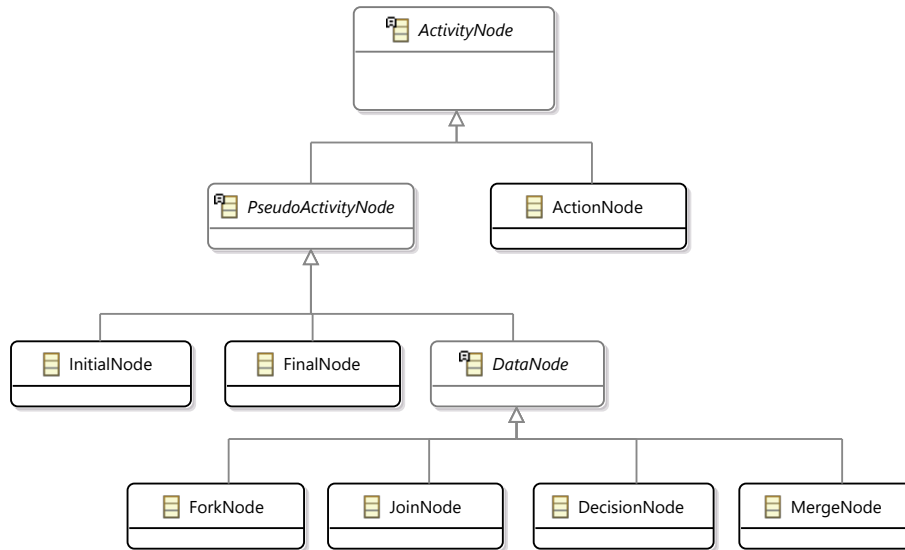 ActivityNode
PseudoActivityNode
ActionNode
InitialNode
FinalNode
DataNode
ForkNode
JoinNode
DecisionNode
MergeNode